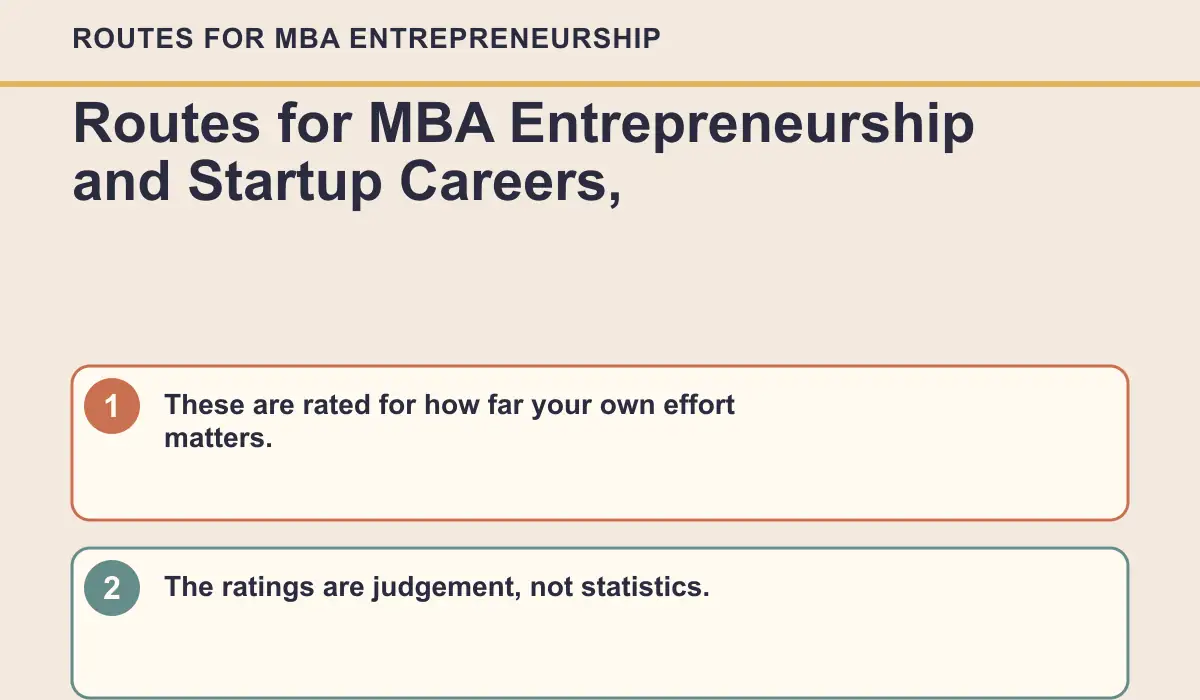 ROUTES FOR MBA ENTREPRENEURSHIP
Routes for MBA Entrepreneurship
and Startup Careers,
1
These are rated for how far your own effort
matters.
2
The ratings are judgement, not statistics.